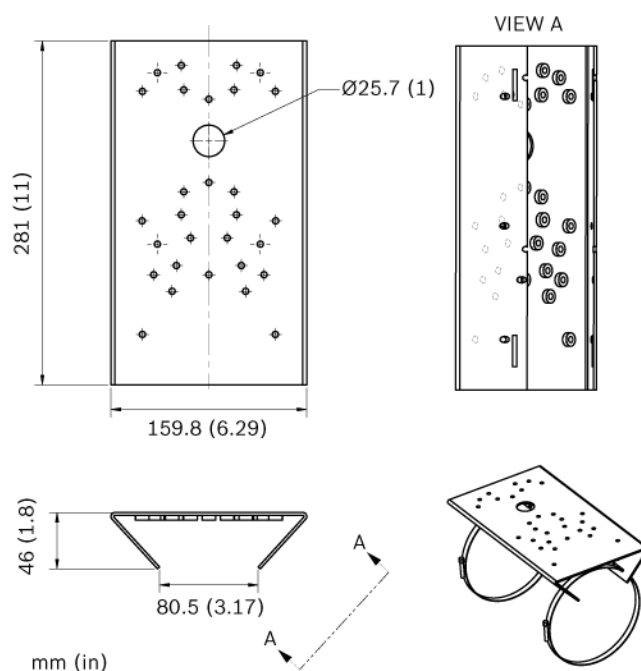 VIEW A
Ø25.7 (1)
281 (11)
159.8 (6.29)
46 (1.8)
80.5 (3.17)
A
A
mm (in)